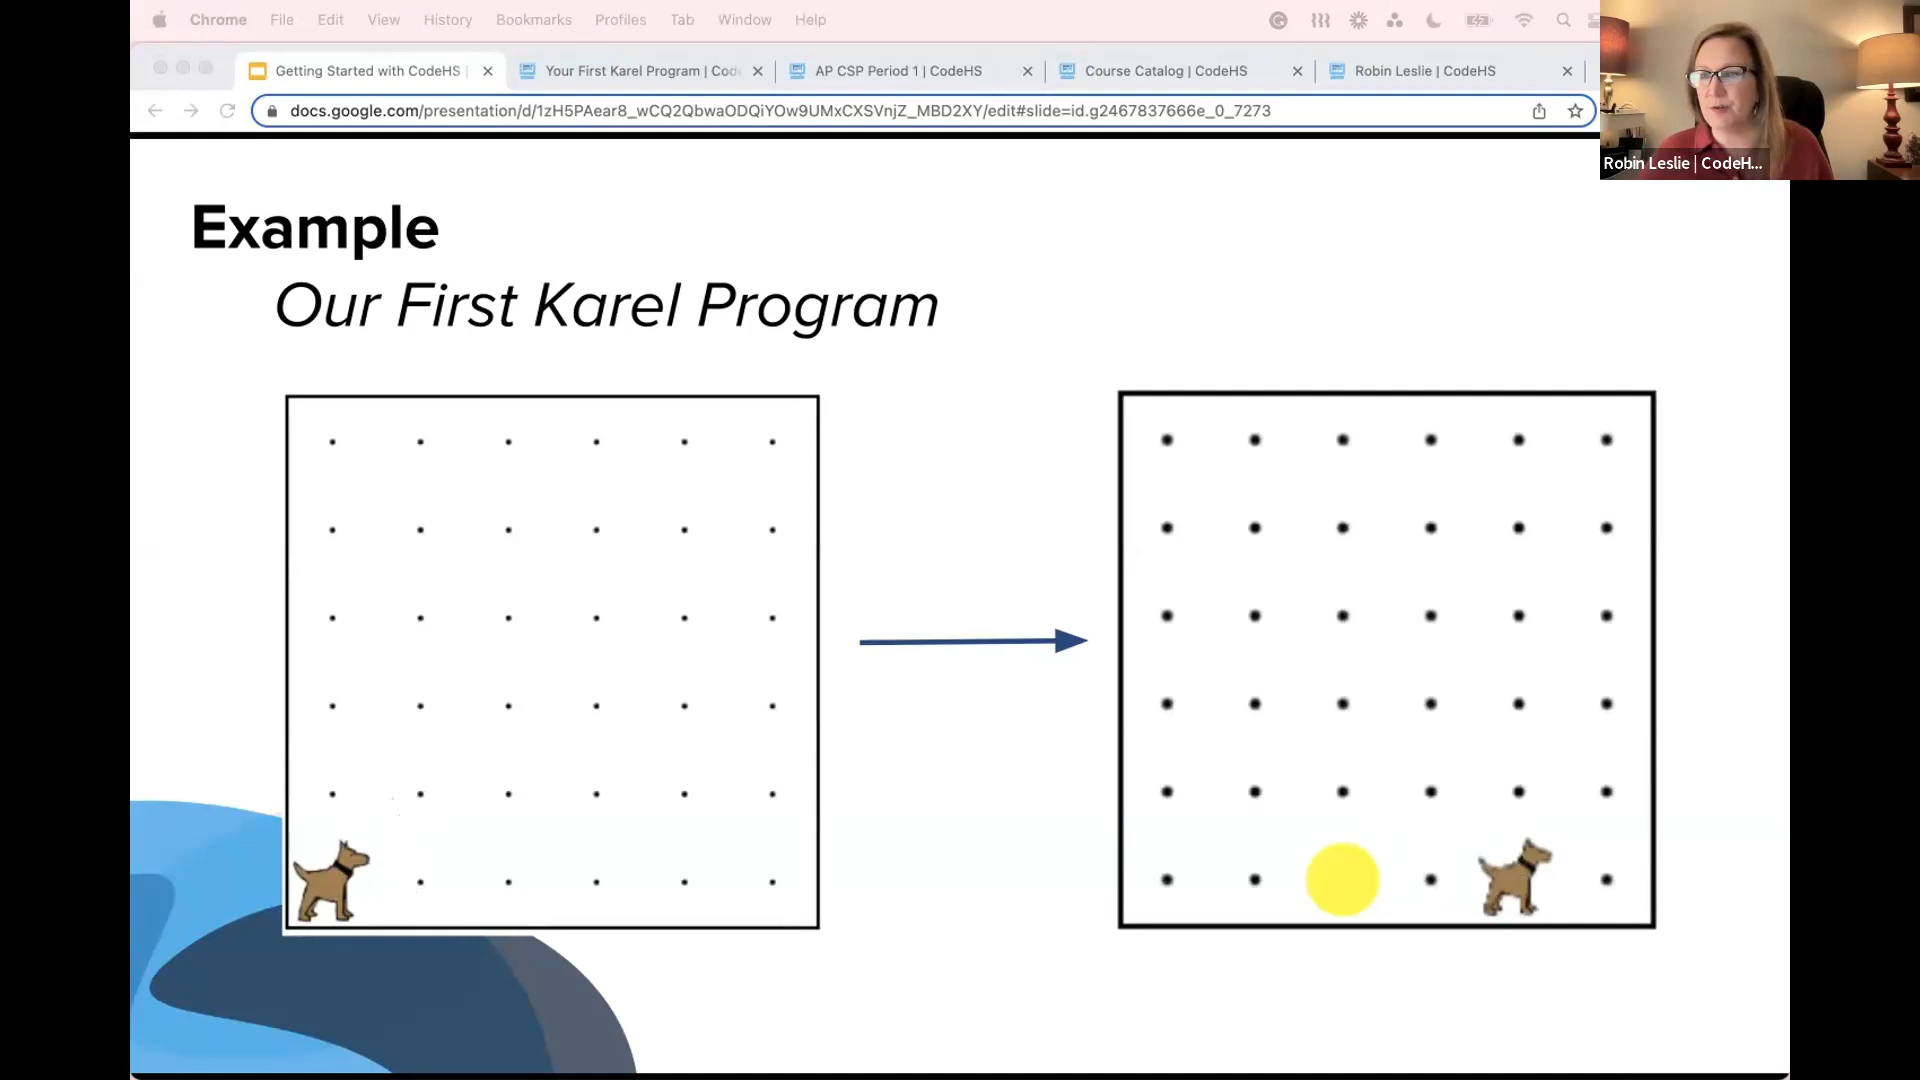 Chrome File Edit View History Bookmarks Profiles Tab Window Help
Getting Started with CodeHS | Your First Karel Program | Cod AP CSP Period 1 | CodeHS Course Catalog | CodeHS Robin Leslie | CodeHS
docs.google.com/presentation/d/1zH5PAear8_wCQ2QbwaODQiYOw9UMxCXSVnjZ_MBD2XY/edit#slide=id.g2467837666e_0_7273
Robin Leslie | CodeH...
Example
Our First Karel Program